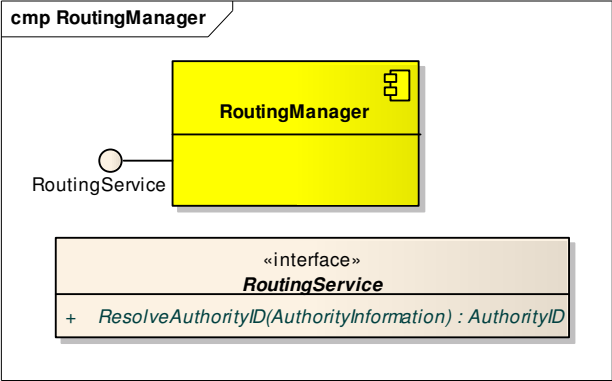 cmp RoutingManager
RoutingManager
RoutingService
«interface»
RoutingService
+ ResolveAuthorityID(AuthorityInformation) : AuthorityID